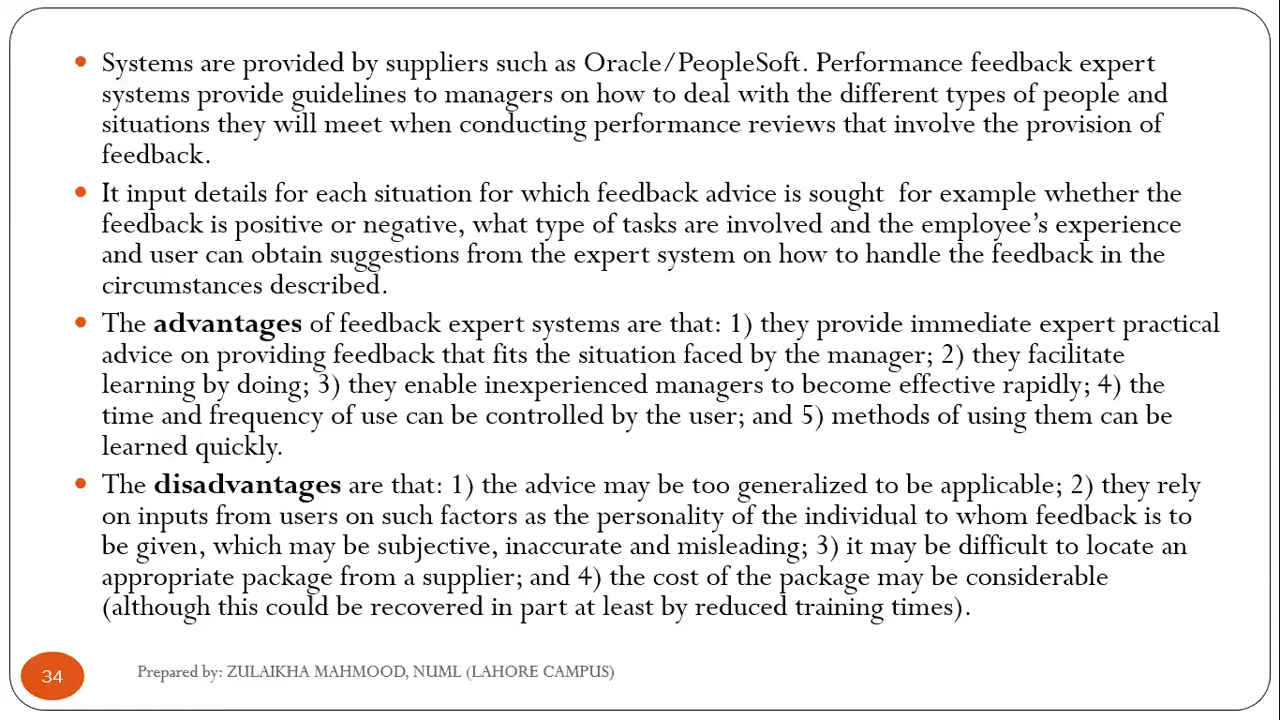 Systems are provided by suppliers such as Oracle/PeopleSoft. Performance feedback expert
systems provide guidelines to managers on how to deal with the different types of people and
situations they will meet when conducting performance reviews that involve the provision of
feedback.
It input details for each situation for which feedback advice is sought  for example whether the
feedback is positive or negative, what type of tasks are involved and the employee’s experience
and user can obtain suggestions from the expert system on how to handle the feedback in the
circumstances described.
The advantages of feedback expert systems are that: 1) they provide immediate expert practical
advice on providing feedback that fits the situation faced by the manager; 2) they facilitate
learning by doing; 3) they enable inexperienced managers to become effective rapidly; 4) the
time and frequency of use can be controlled by the user; and 5) methods of using them can be
learned quickly.
The disadvantages are that: 1) the advice may be too generalized to be applicable; 2) they rely
on inputs from users on such factors as the personality of the individual to whom feedback is to
be given, which may be subjective, inaccurate and misleading; 3) it may be difficult to locate an
appropriate package from a supplier; and 4) the cost of the package may be considerable
(although this could be recovered in part at least by reduced training times).
34
Prepared by: ZULAIKHA MAHMOOD, NUML (LAHORE CAMPUS)